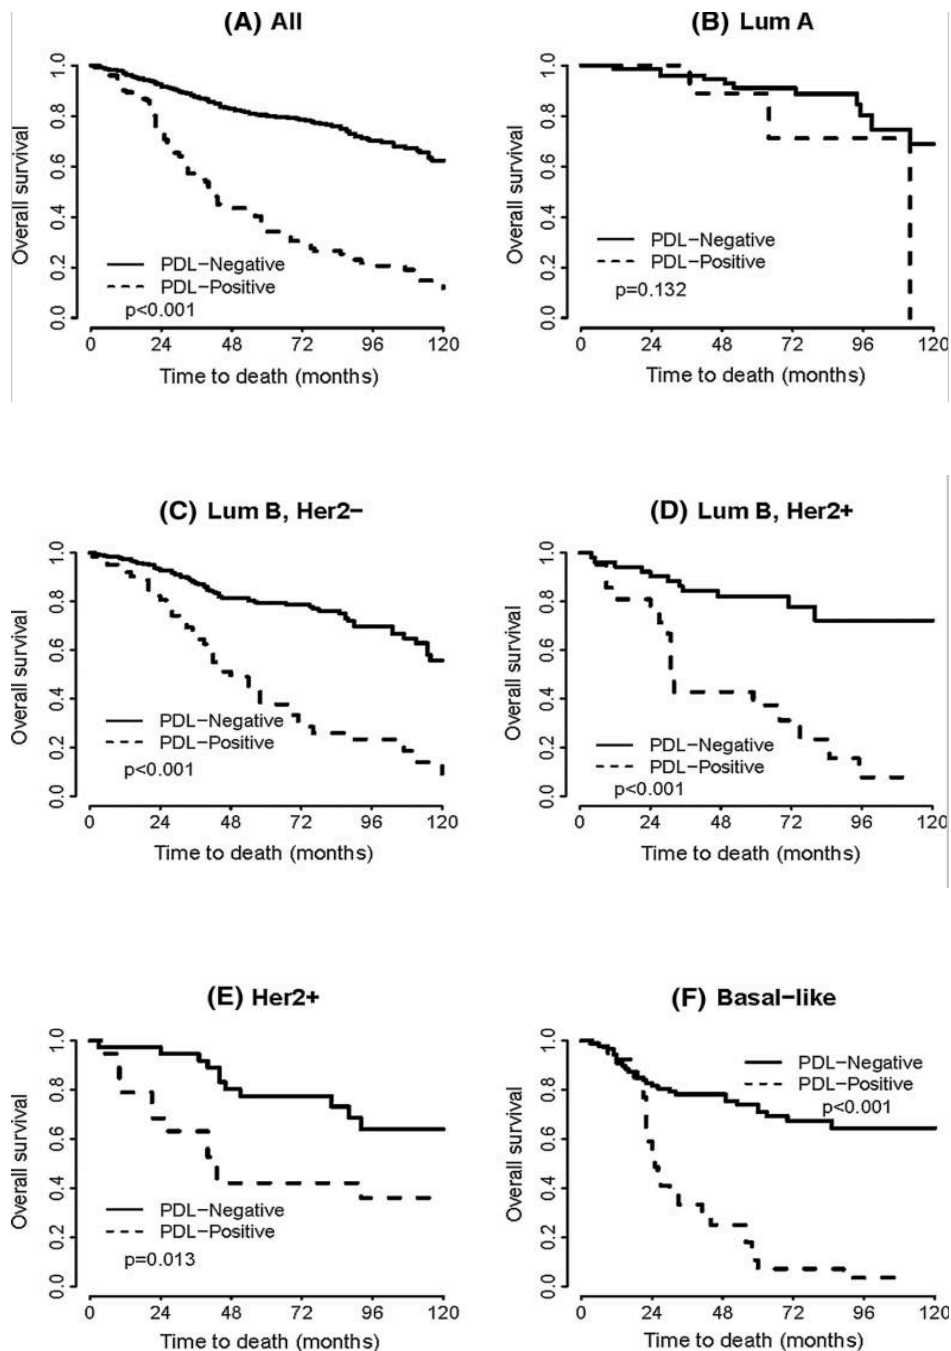 (A) All
Overall survival
0.0 0.2 0.4 0.6 0.8 1.0
PDL−Negative
PDL−Positive
p<0.001
0 24 48 72 96 120
Time to death (months)
(B) Lum A
Overall survival
0.0 0.2 0.4 0.6 0.8 1.0
PDL−Negative
PDL−Positive
p=0.132
0 24 48 72 96 120
Time to death (months)
(C) Lum B, Her2−
Overall survival
0.0 0.2 0.4 0.6 0.8 1.0
PDL−Negative
PDL−Positive
p<0.001
0 24 48 72 96 120
Time to death (months)
(D) Lum B, Her2+
Overall survival
0.0 0.2 0.4 0.6 0.8 1.0
PDL−Negative
PDL−Positive
p<0.001
0 24 48 72 96 120
Time to death (months)
(E) Her2+
Overall survival
0.0 0.2 0.4 0.6 0.8 1.0
PDL−Negative
PDL−Positive
p=0.013
0 24 48 72 96 120
Time to death (months)
(F) Basal−like
Overall survival
0.0 0.2 0.4 0.6 0.8 1.0
PDL−Negative
PDL−Positive
p<0.001
0 24 48 72 96 120
Time to death (months)